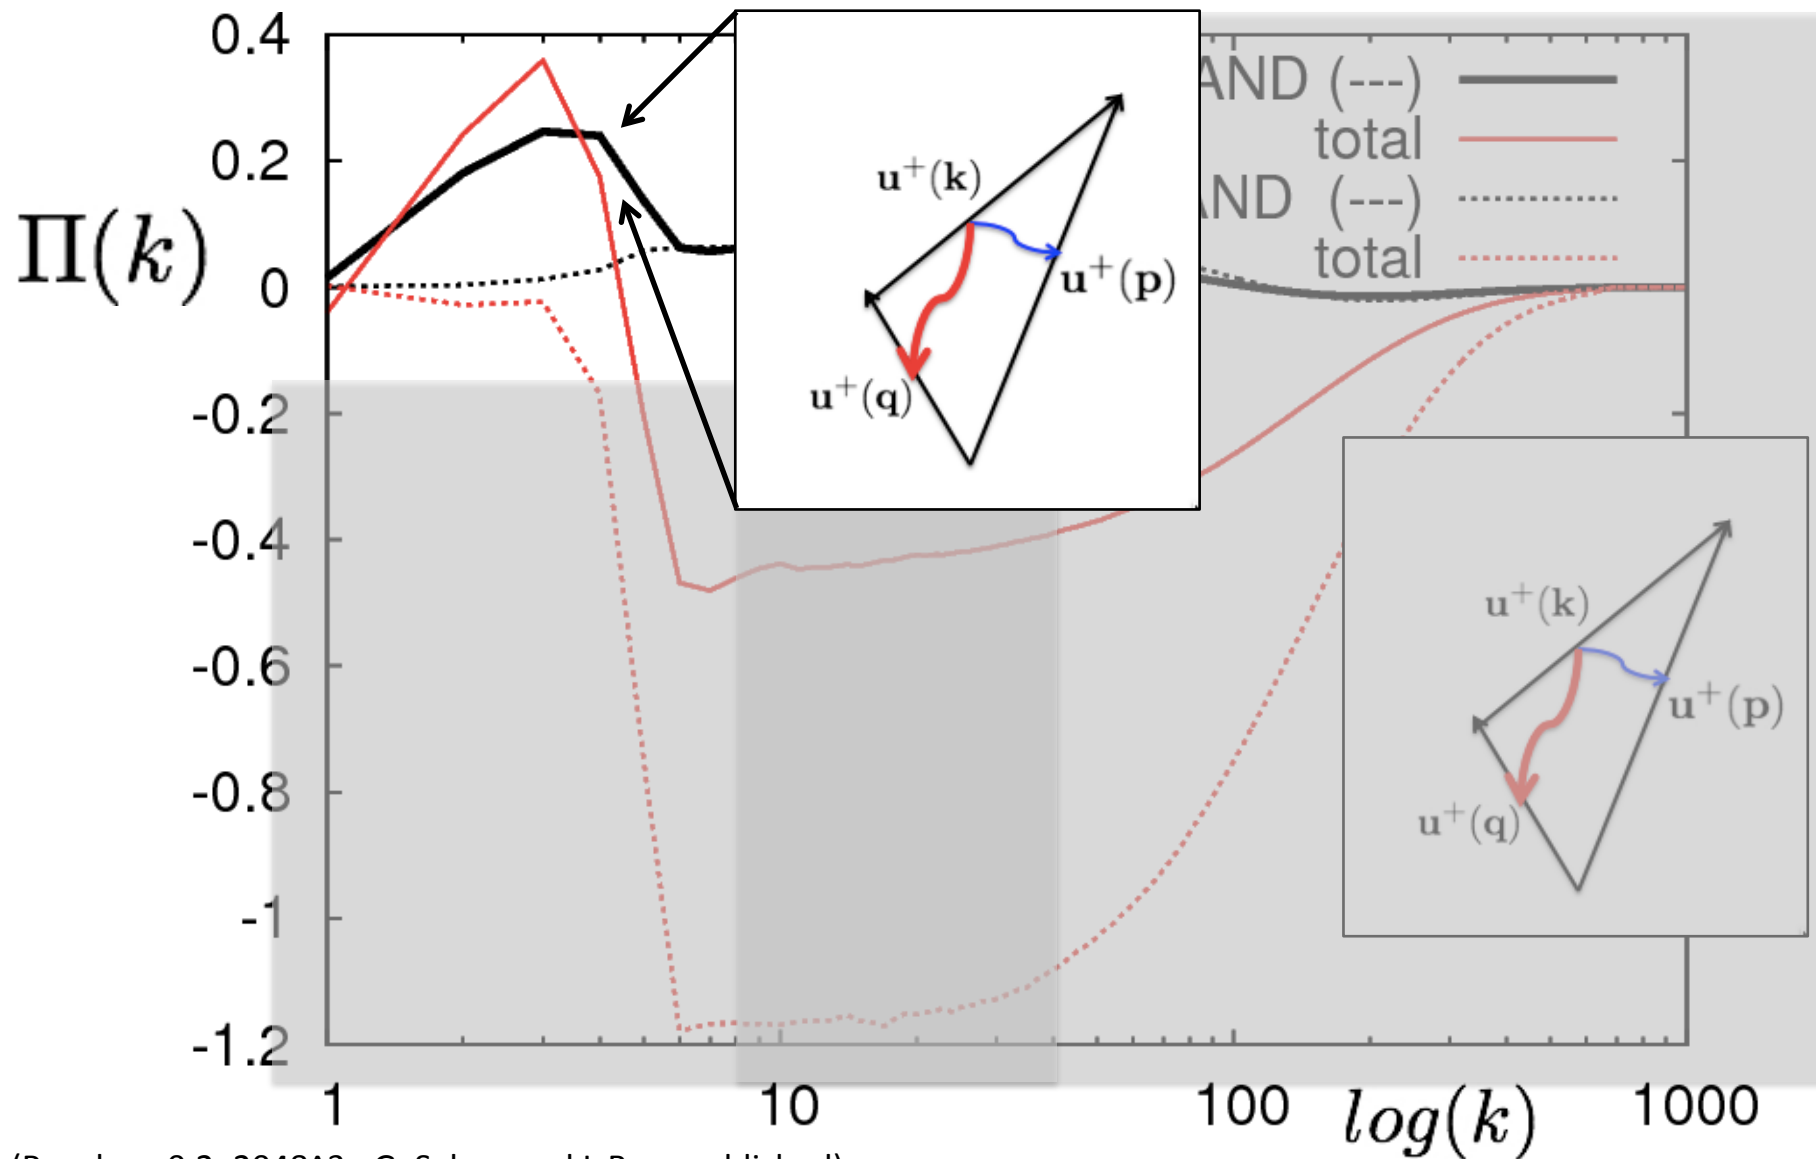 0.4
0.2
0
-0.2
-0.4
-0.6
-0.8
-1
-1.2
Π(k)
1
10
100
1000
log(k)
AND (---)
total
AND (---)
total
u⁺(k)
u⁺(p)
u⁺(q)
u⁺(k)
u⁺(p)
u⁺(q)